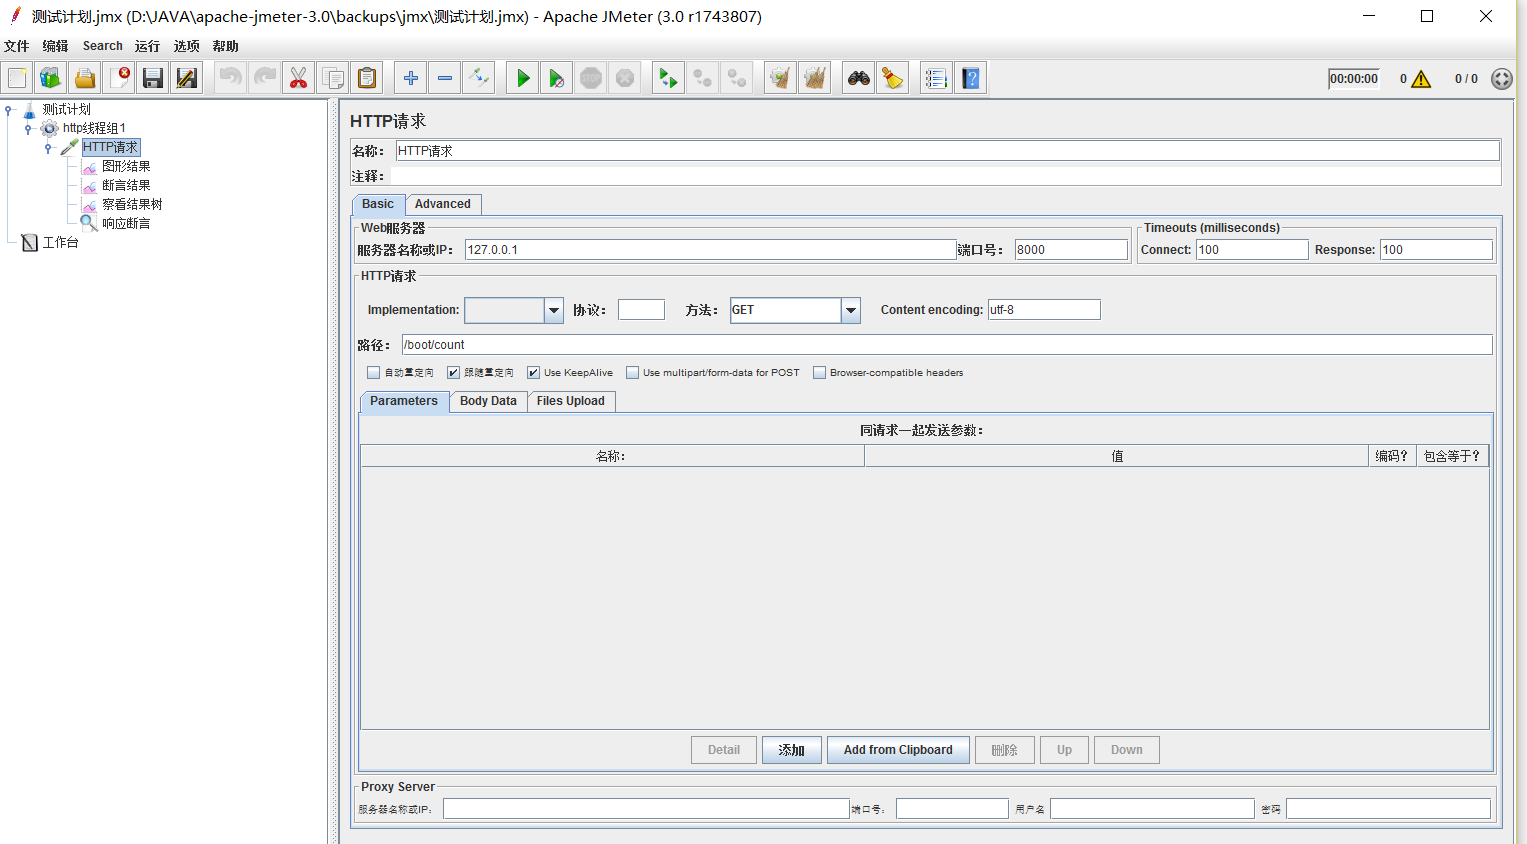 测试计划.jmx (D:\JAVA\apache-jmeter-3.0\backups\jmx\测试计划.jmx) - Apache JMeter (3.0 r1743807)
文件 编辑 Search 运行 选项 帮助
STOP 00:00:00 0 0 / 0
测试计划
http线程组1
HTTP请求
图形结果
断言结果
察看结果树
响应断言
工作台
HTTP请求
名称: HTTP请求
注释:
Basic Advanced
Web服务器
服务器名称或IP: 127.0.0.1 端口号: 8000
Timeouts (milliseconds)
Connect: 100 Response: 100
HTTP请求
Implementation: 协议: 方法: GET Content encoding: utf-8
路径: /boot/count
自动重定向 跟随重定向 Use KeepAlive Use multipart/form-data for POST Browser-compatible headers
Parameters Body Data Files Upload
同请求一起发送参数:
名称: 值 编码? 包含等于?
Detail 添加 Add from Clipboard 删除 Up Down
Proxy Server
服务器名称或IP: 端口号: 用户名 密码